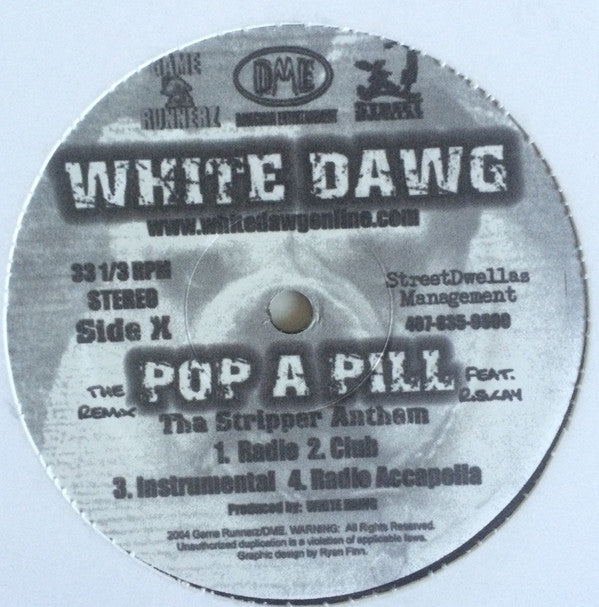 GAME RUNNERZ
DME
WHITE DAWG
www.whitedawgonline.com
33 1/3 RPM
STEREO
Side X
StreetDwellas
Management
THE
REMIX
POP A PILL
FEAT.
Tha Stripper Anthem
1. Radio 2. Club
3. Instrumental 4. Radio Accapella
Produced by: WHITE DAWG
2004 Game Runnerz/DME. WARNING: All Rights Reserved.
Unauthorized duplication is a violation of applicable laws.
Graphic design by Ryan Finn.